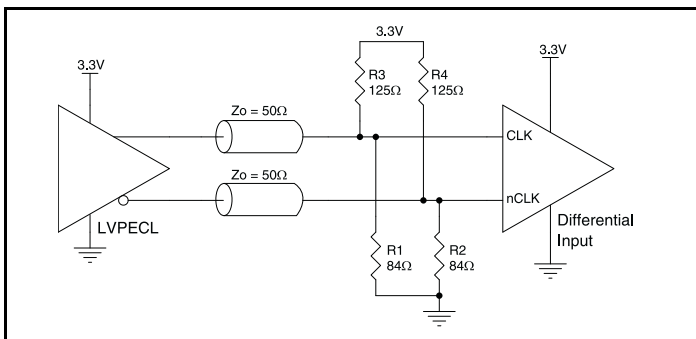 3.3V
3.3V
3.3V
R3
125Ω
R4
125Ω
Zo = 50Ω
CLK
Zo = 50Ω
nCLK
LVPECL
Differential
Input
R1
84Ω
R2
84Ω